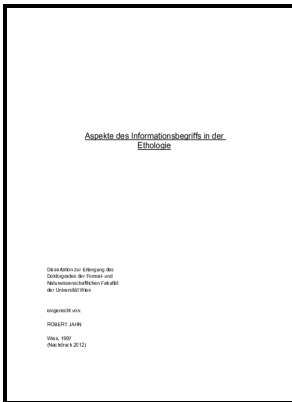 Aspekte des Informationsbegriffs in der
Ethologie
Dissertation zur Erlangung des
Doktorgrades der Formal- und
Naturwissenschaftlichen Fakultät
der Universität Wien
eingereicht von:
ROBERT JAHN
Wien, 1997
(Nachdruck 2012)